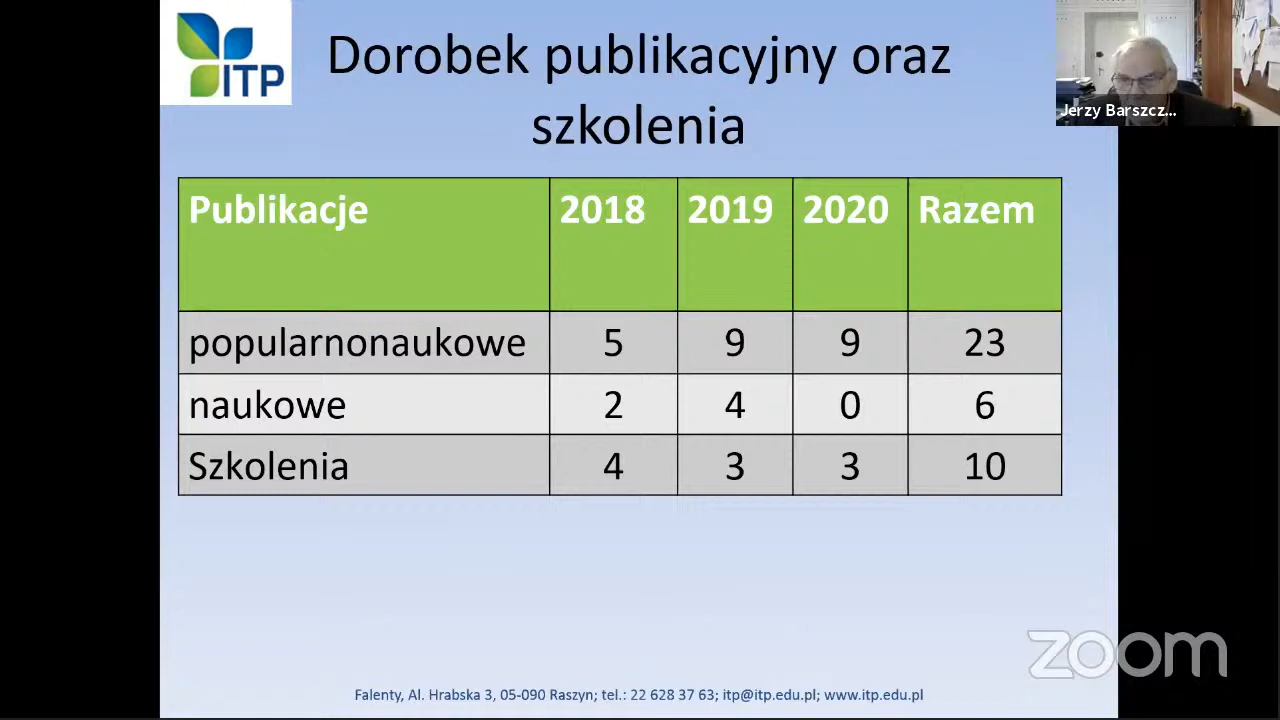 ITP
Dorobek publikacyjny oraz
szkolenia
Jerzy Barszcz...
Publikacje 2018 2019 2020 Razem
popularnonaukowe 5 9 9 23
naukowe 2 4 0 6
Szkolenia 4 3 3 10
zoom
Falenty, Al. Hrabska 3, 05-090 Raszyn; tel.: 22 628 37 63; itp@itp.edu.pl; www.itp.edu.pl